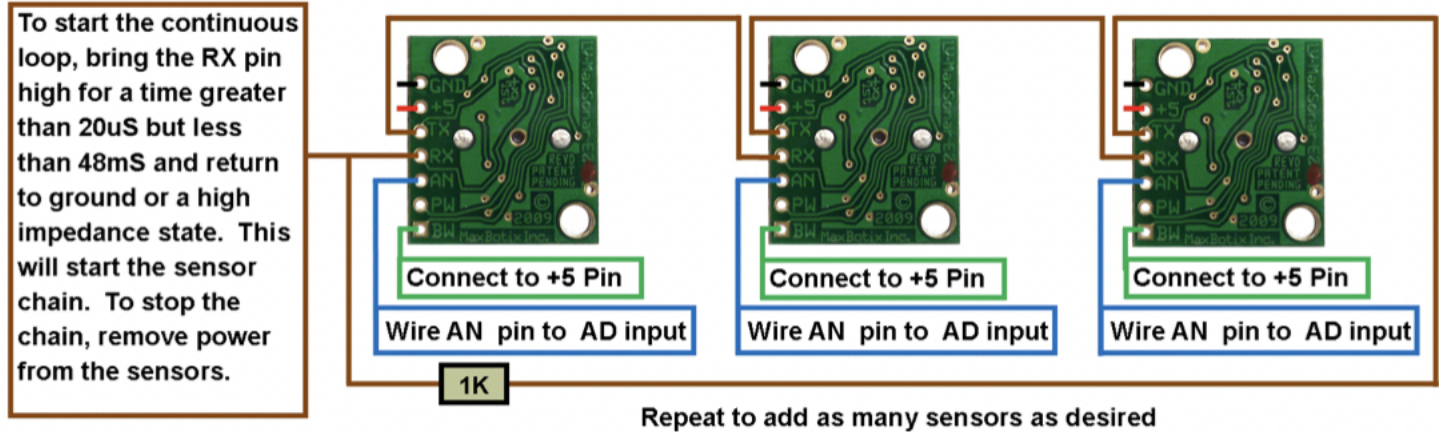 To start the continuous
loop, bring the RX pin
high for a time greater
than 20uS but less
than 48mS and return
to ground or a high
impedance state.  This
will start the sensor
chain.  To stop the
chain, remove power
from the sensors.
GND
+5
TX
RX
AN
PW
BW
REVD
PATENT
PENDING
©
2009
MaxBotix Inc.
Connect to +5 Pin
Wire AN  pin to  AD input
GND
+5
TX
RX
AN
PW
BW
REVD
PATENT
PENDING
©
2009
MaxBotix Inc.
Connect to +5 Pin
Wire AN  pin to  AD input
GND
+5
TX
RX
AN
PW
BW
REVD
PATENT
PENDING
©
2009
MaxBotix Inc.
Connect to +5 Pin
Wire AN  pin to  AD input
1K
Repeat to add as many sensors as desired